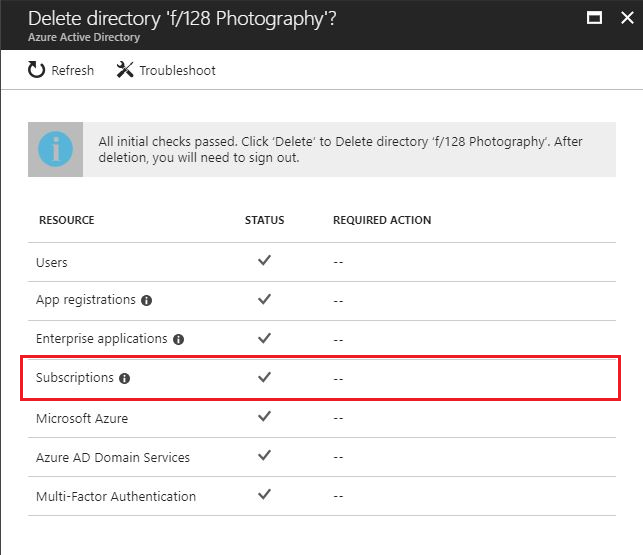 Delete directory 'f/128 Photography'?
Azure Active Directory
Refresh Troubleshoot
All initial checks passed. Click ‘Delete’ to Delete directory ‘f/128 Photography’. After
deletion, you will need to sign out.
RESOURCE STATUS REQUIRED ACTION
Users --
App registrations --
Enterprise applications --
Subscriptions --
Microsoft Azure --
Azure AD Domain Services --
Multi-Factor Authentication --